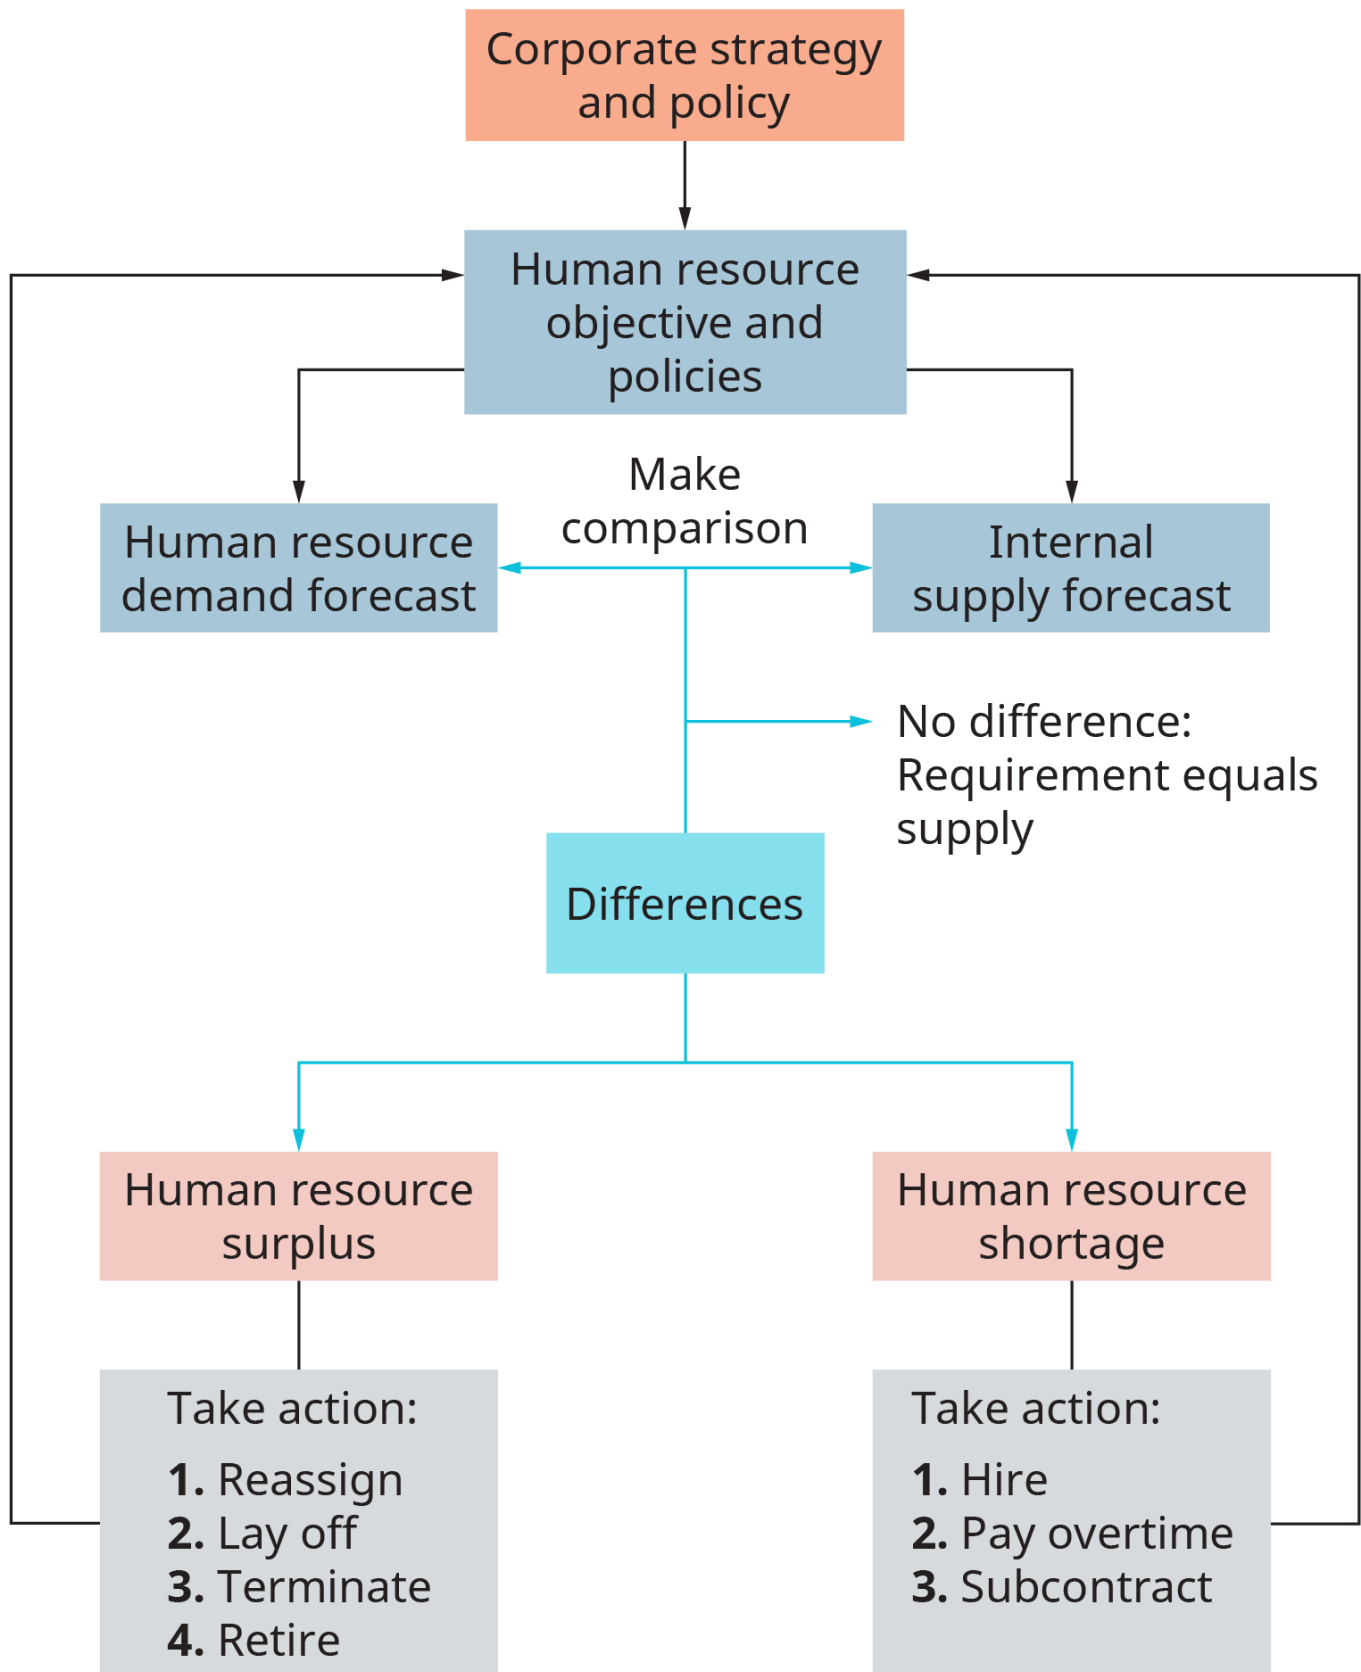 Corporate strategy
and policy
Human resource
objective and
policies
Make
comparison
Human resource
demand forecast
Internal
supply forecast
No difference:
Requirement equals
supply
Differences
Human resource
surplus
Human resource
shortage
Take action:
1. Reassign
2. Lay off
3. Terminate
4. Retire
Take action:
1. Hire
2. Pay overtime
3. Subcontract